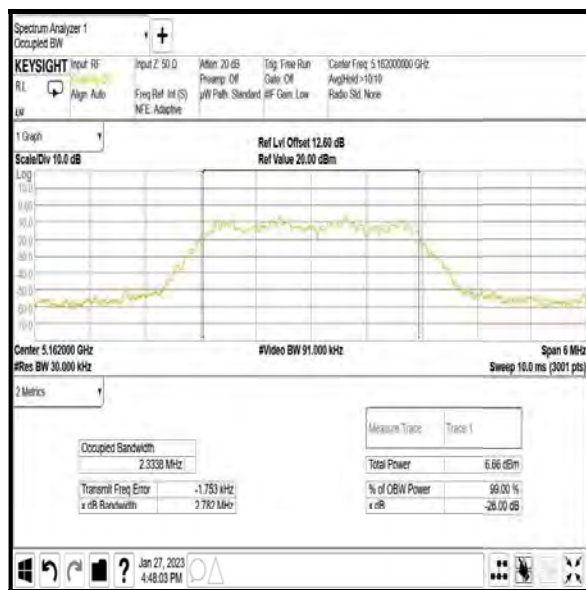 Spectrum Analyzer 1
Occupied BW
KEYSIGHT Input: RF
R L
Align: Auto
Input Z: 50 Ω
Freq Ref: Int (S)
NFE: Adaptive
Atten: 20 dB
Preamp: Off
µW Path: Standard
Trig: Free Run
Gate: Off
#IF Gain: Low
Center Freq: 5.162000000 GHz
Avg|Hold:>10/10
Radio Std: None
1 Graph
Scale/Div 10.0 dB
Ref Lvl Offset 12.60 dB
Ref Value 20.00 dBm
Log
Center 5.162000 GHz
#Res BW 30.000 kHz
#Video BW 91.000 kHz
Span 6 MHz
Sweep 10.0 ms (3001 pts)
2 Metrics
Measure Trace Trace 1
Occupied Bandwidth
2.3338 MHz
Total Power 6.66 dBm
Transmit Freq Error -1.753 kHz
% of OBW Power 99.00 %
x dB Bandwidth 2.782 MHz
x dB -26.00 dB
Jan 27, 2023
4:48:03 PM